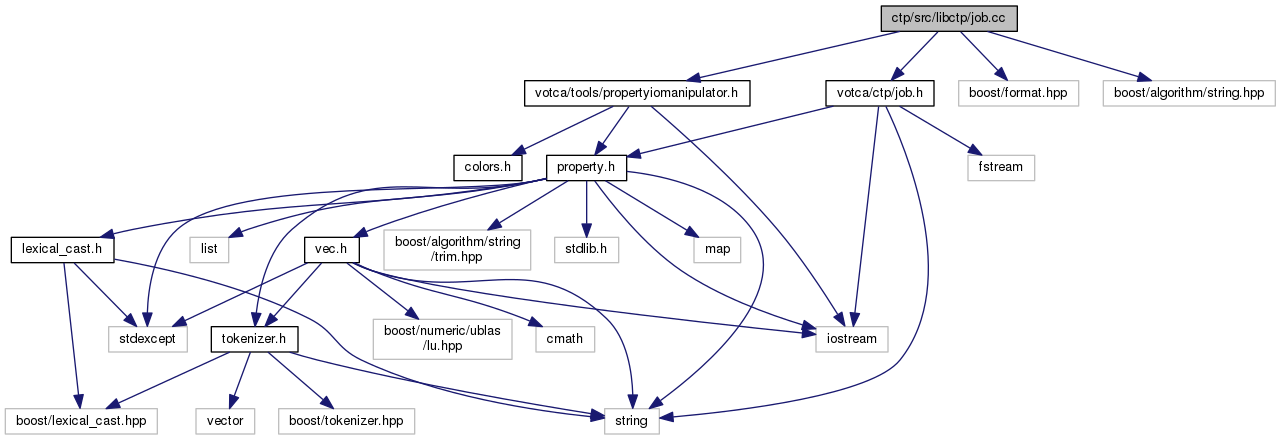 ctp/src/libctp/job.cc
votca/tools/propertyiomanipulator.h
votca/ctp/job.h
boost/format.hpp
boost/algorithm/string.hpp
colors.h
property.h
fstream
lexical_cast.h
list
vec.h
boost/algorithm/string
/trim.hpp
stdlib.h
map
stdexcept
tokenizer.h
boost/numeric/ublas
/lu.hpp
cmath
iostream
boost/lexical_cast.hpp
vector
boost/tokenizer.hpp
string